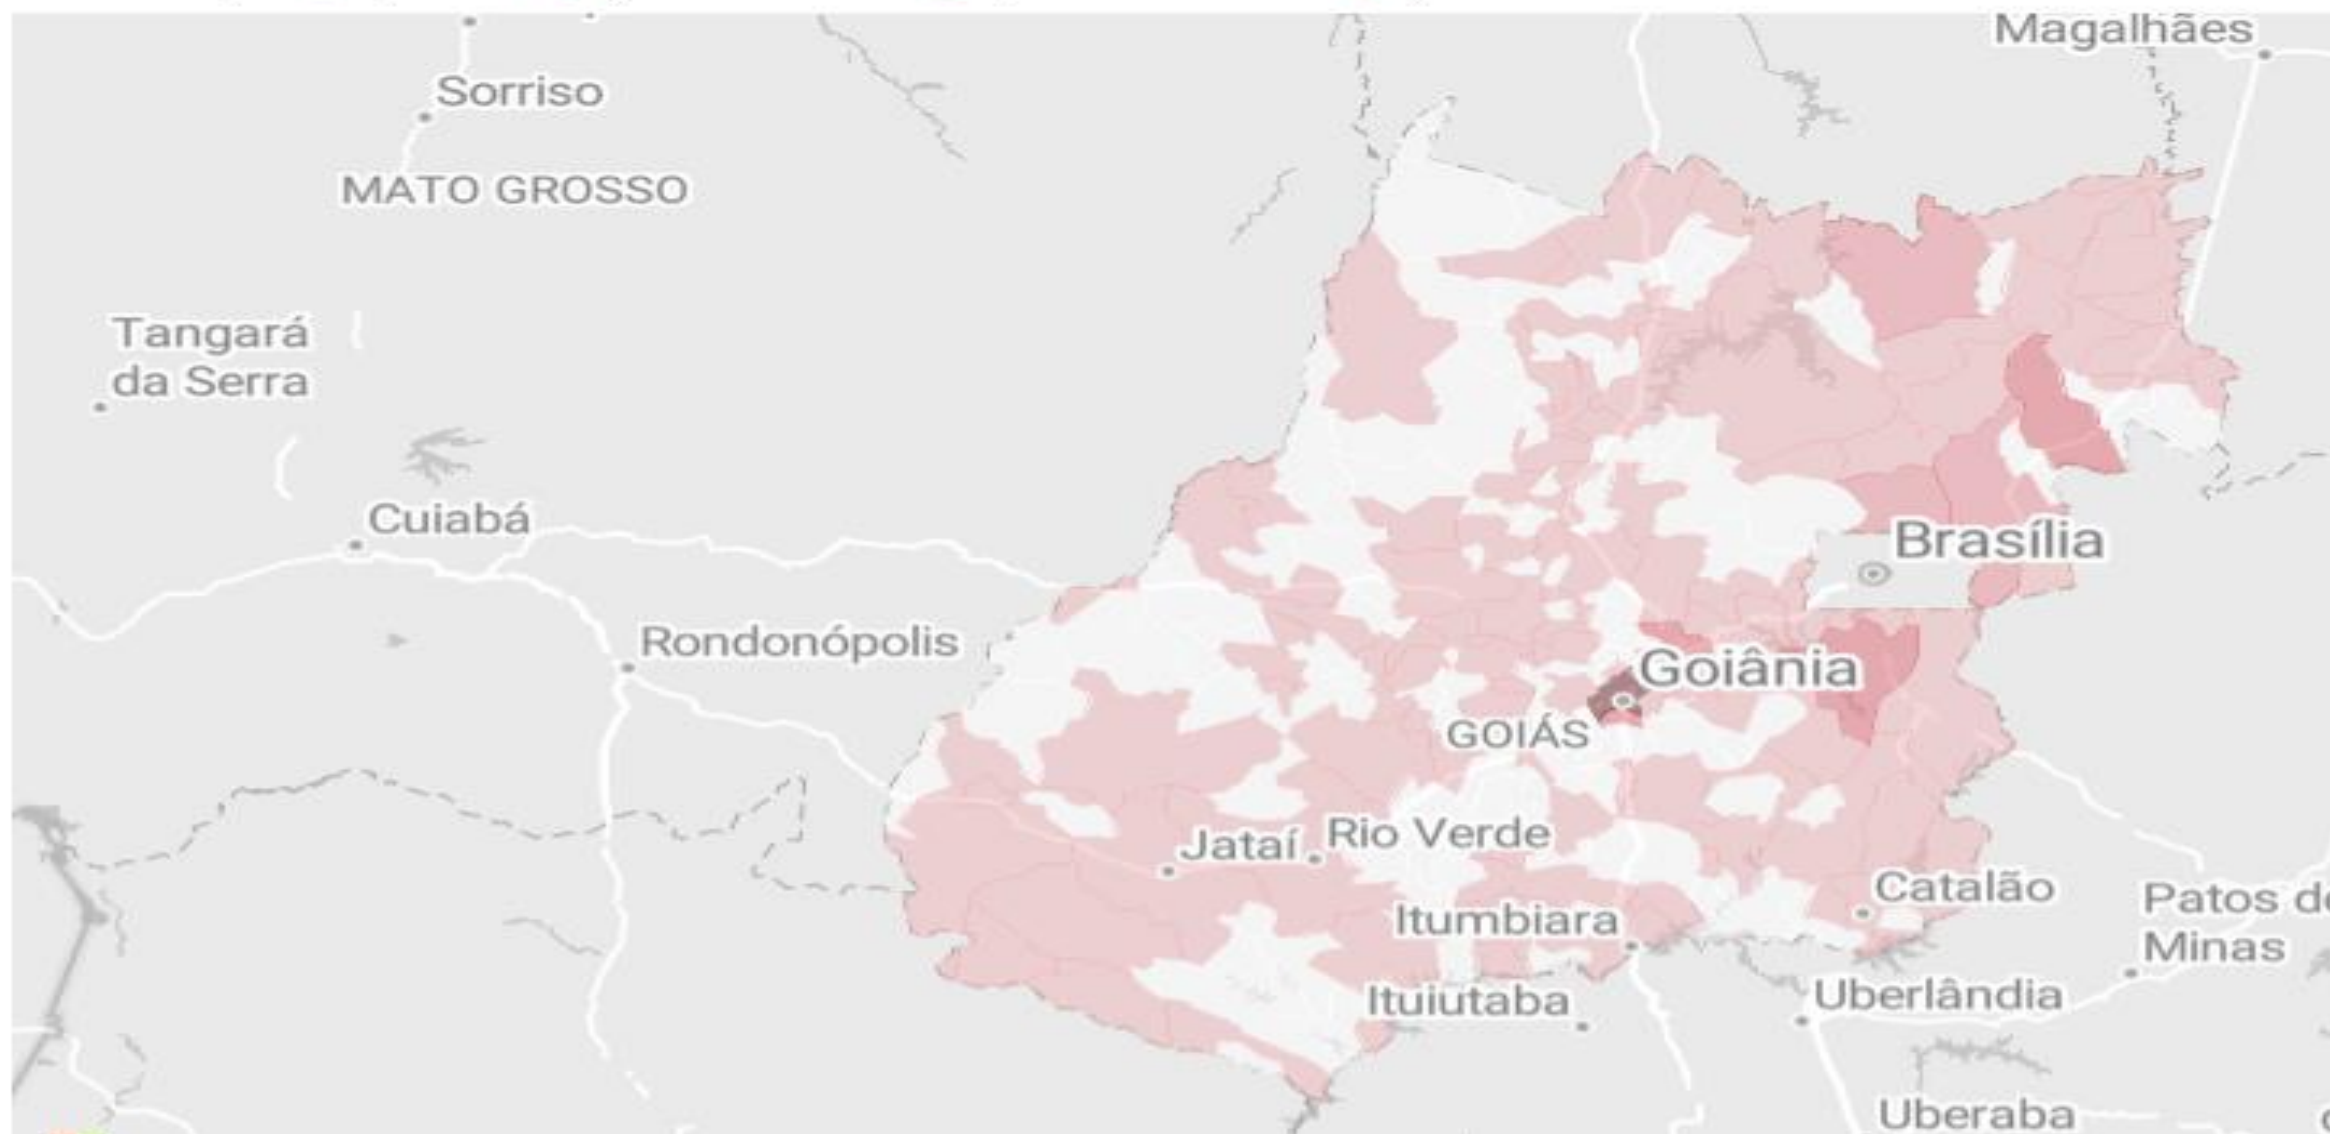 Magalhães
Sorriso
MATO GROSSO
Tangará
da Serra
Cuiabá
Brasília
Rondonópolis
Goiânia
GOIÁS
Jataí
Rio Verde
Catalão
Patos
Itumbiara
Minas
Ituiutaba
Uberlândia
Uberaba